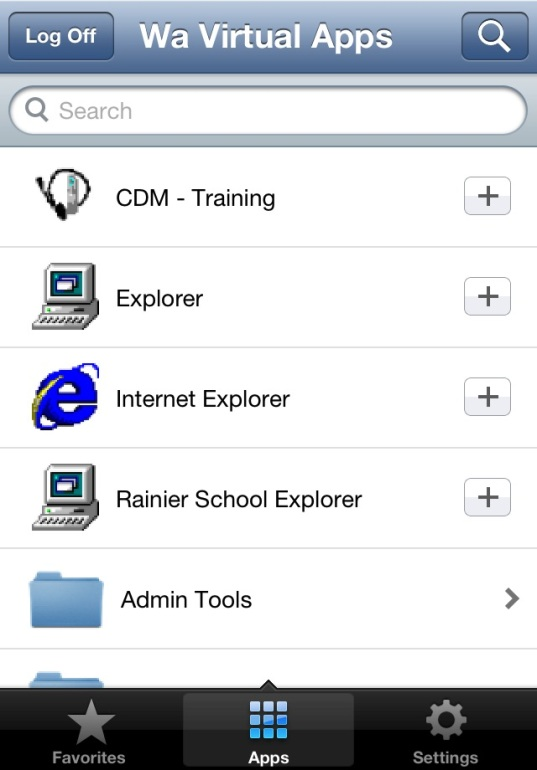 Log Off
Wa Virtual Apps
Search
CDM - Training
Explorer
Internet Explorer
Rainier School Explorer
Admin Tools
Favorites
Apps
Settings